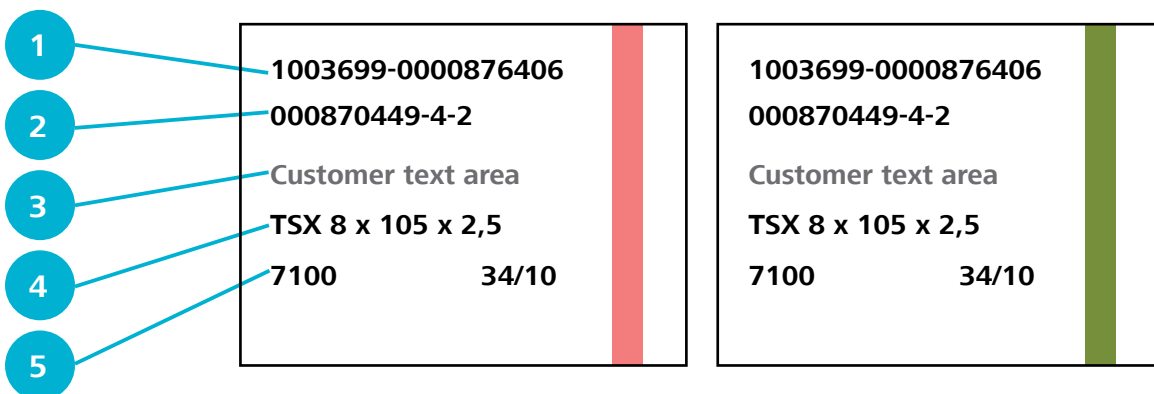 1
2
3
4
5
1003699-0000876406
000870449-4-2
Customer text area
TSX 8 x 105 x 2,5
7100 34/10
1003699-0000876406
000870449-4-2
Customer text area
TSX 8 x 105 x 2,5
7100 34/10